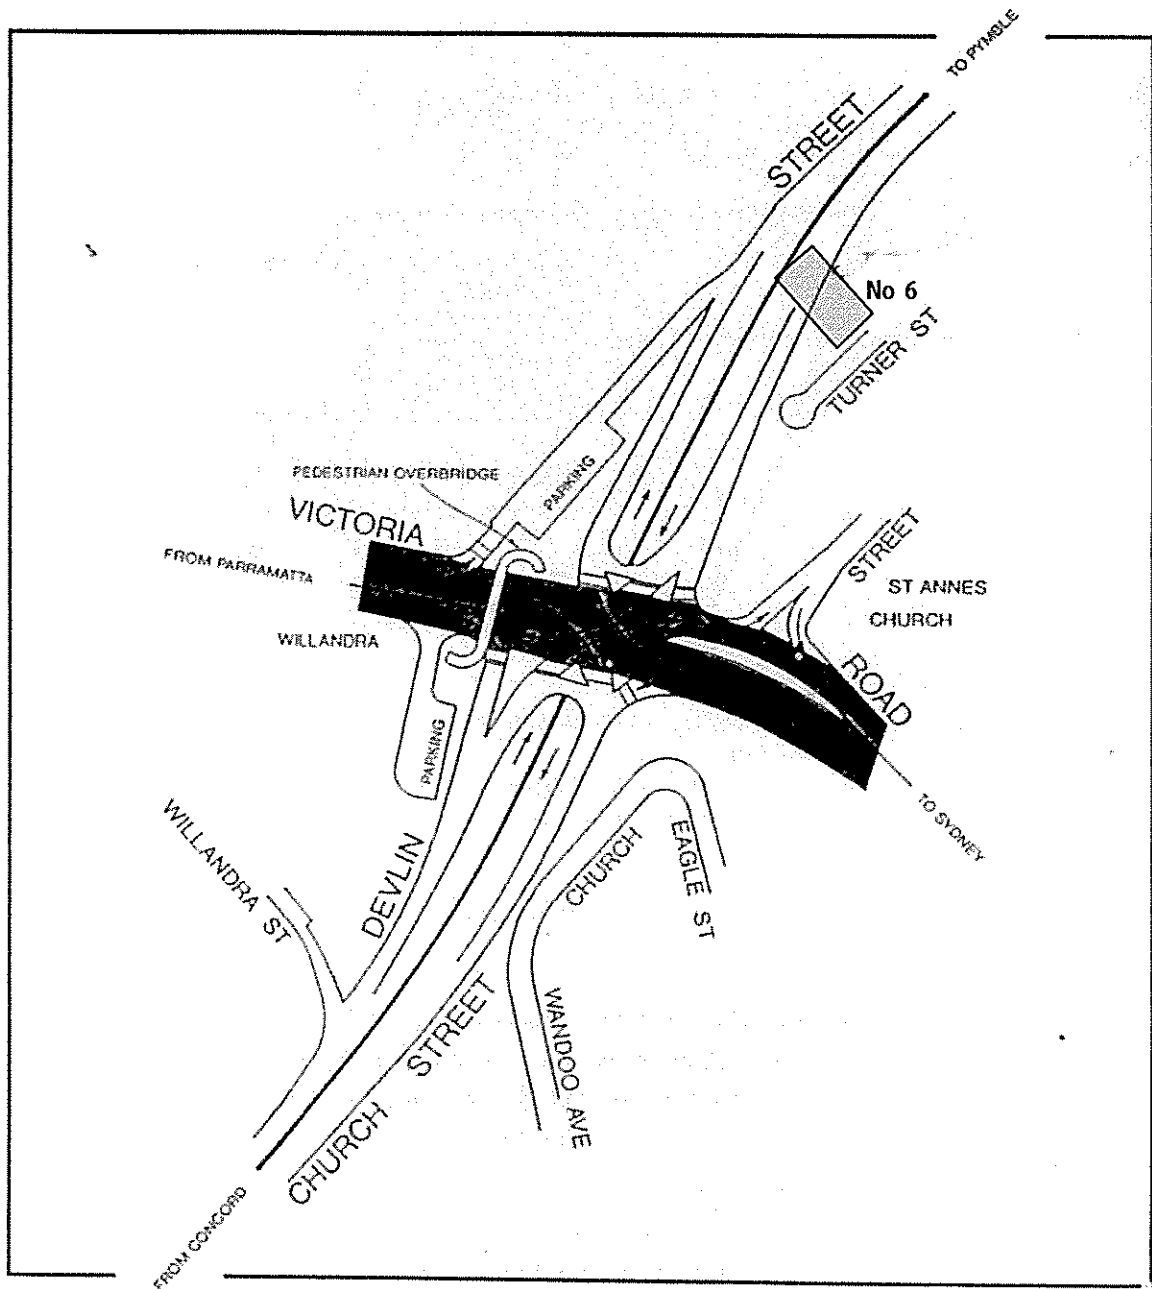 TO PYMBLE
STREET
No 6
TURNER ST
PEDESTRIAN OVERBRIDGE
PARKING
VICTORIA
FROM PARRAMATTA
STREET
ST ANNES
CHURCH
WILLANDRA
ROAD
PARKING
TO SYDNEY
WILLANDRA ST
DEVLIN
CHURCH
EAGLE ST
STREET
WANDOO AVE
CHURCH
FROM CONCORD